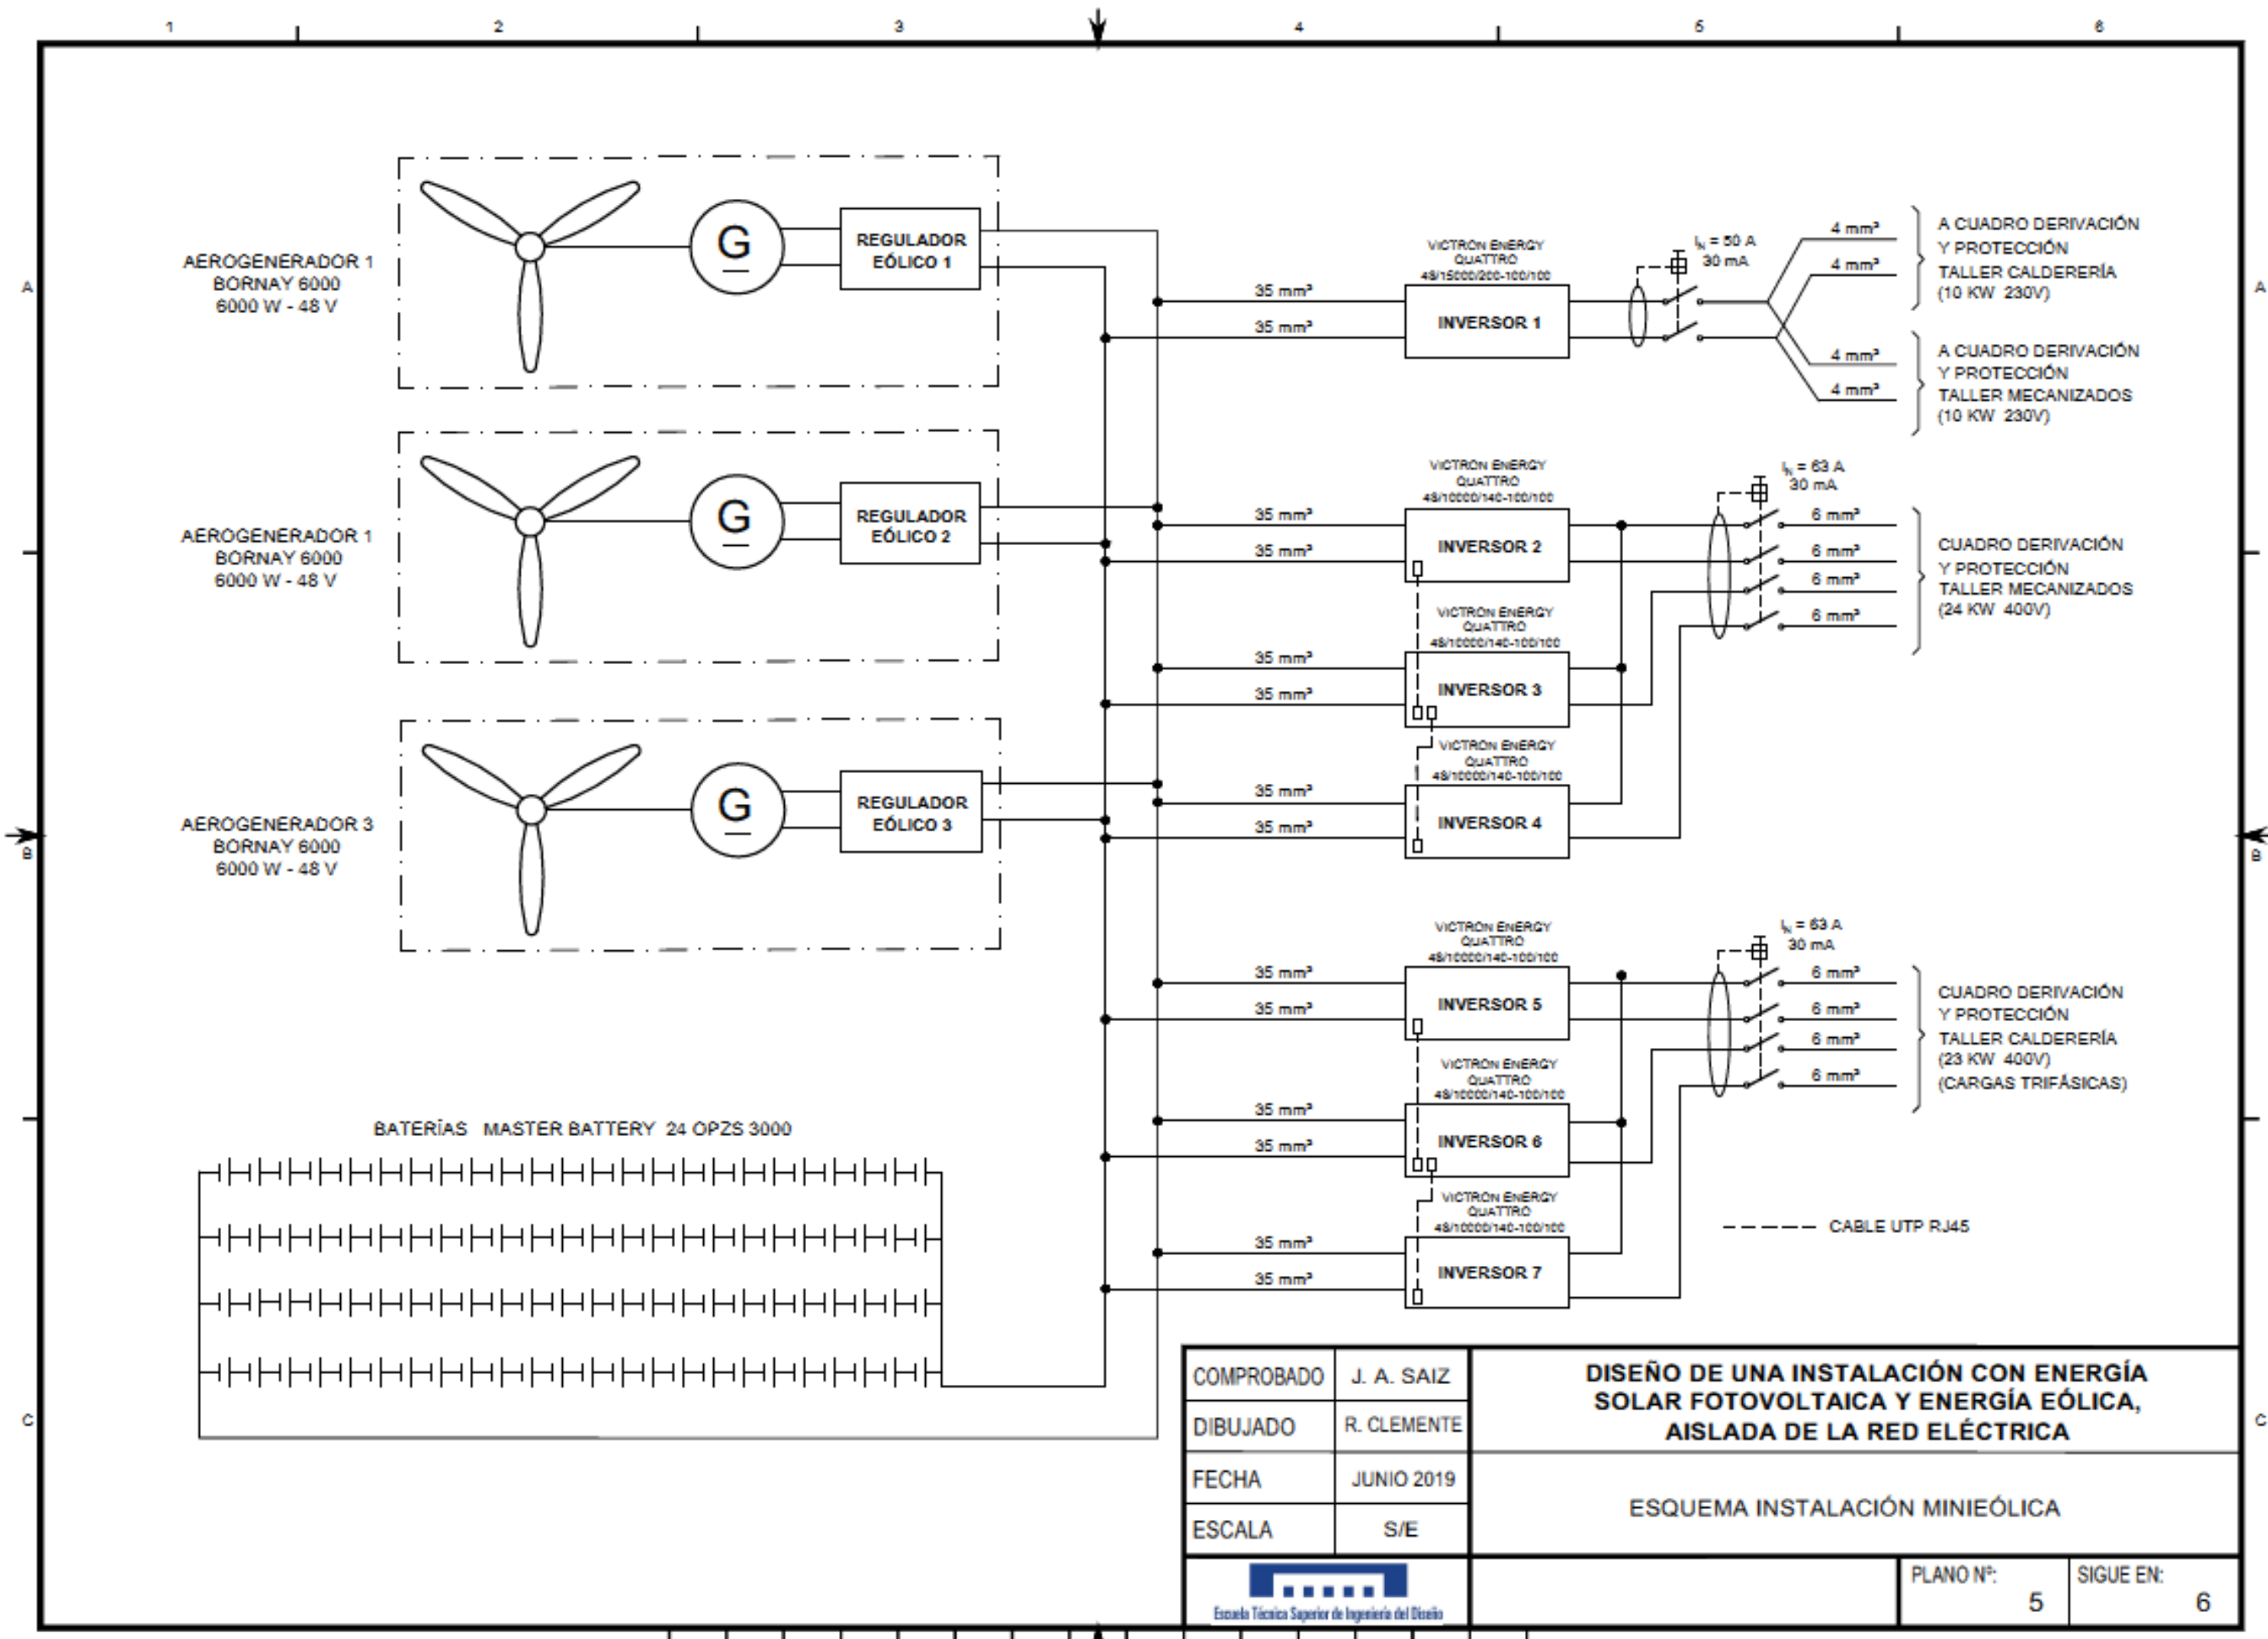 1 2 3 4 5 6
A
A
B
B
C
C
AEROGENERADOR 1
BORNAY 6000
6000 W - 48 V
G
REGULADOR
EÓLICO 1
AEROGENERADOR 1
BORNAY 6000
6000 W - 48 V
G
REGULADOR
EÓLICO 2
AEROGENERADOR 3
BORNAY 6000
6000 W - 48 V
G
REGULADOR
EÓLICO 3
BATERÍAS MASTER BATTERY 24 OPZS 3000
35 mm²
35 mm²
VICTRON ENERGY
QUATTRO
48/15000/200-100/100
INVERSOR 1
I_N = 50 A
30 mA
4 mm²
4 mm²
A CUADRO DERIVACIÓN
Y PROTECCIÓN
TALLER CALDERERÍA
(10 KW 230V)
4 mm²
4 mm²
A CUADRO DERIVACIÓN
Y PROTECCIÓN
TALLER MECANIZADOS
(10 KW 230V)
35 mm²
35 mm²
VICTRON ENERGY
QUATTRO
48/10000/140-100/100
INVERSOR 2
35 mm²
35 mm²
VICTRON ENERGY
QUATTRO
48/10000/140-100/100
INVERSOR 3
35 mm²
35 mm²
VICTRON ENERGY
QUATTRO
48/10000/140-100/100
INVERSOR 4
I_N = 63 A
30 mA
6 mm²
6 mm²
6 mm²
6 mm²
CUADRO DERIVACIÓN
Y PROTECCIÓN
TALLER MECANIZADOS
(24 KW 400V)
35 mm²
35 mm²
VICTRON ENERGY
QUATTRO
48/10000/140-100/100
INVERSOR 5
35 mm²
35 mm²
VICTRON ENERGY
QUATTRO
48/10000/140-100/100
INVERSOR 6
35 mm²
35 mm²
VICTRON ENERGY
QUATTRO
48/10000/140-100/100
INVERSOR 7
I_N = 63 A
30 mA
6 mm²
6 mm²
6 mm²
6 mm²
CUADRO DERIVACIÓN
Y PROTECCIÓN
TALLER CALDERERÍA
(23 KW 400V)
(CARGAS TRIFÁSICAS)
CABLE UTP RJ45
COMPROBADO J. A. SAIZ
DIBUJADO R. CLEMENTE
FECHA JUNIO 2019
ESCALA S/E
DISEÑO DE UNA INSTALACIÓN CON ENERGÍA
SOLAR FOTOVOLTAICA Y ENERGÍA EÓLICA,
AISLADA DE LA RED ELÉCTRICA
ESQUEMA INSTALACIÓN MINIEÓLICA
Escuela Técnica Superior de Ingeniería del Diseño
PLANO Nº: 5
SIGUE EN: 6